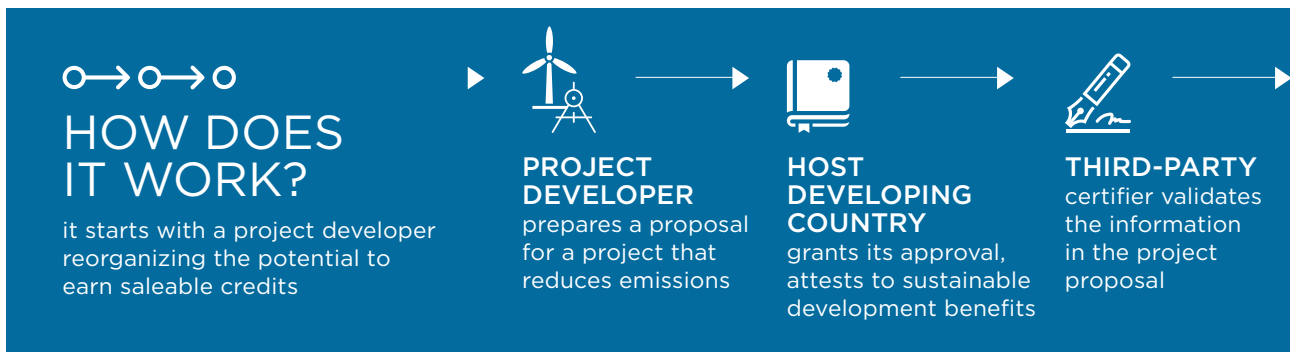 HOW DOES
IT WORK?
it starts with a project developer
reorganizing the potential to
earn saleable credits
PROJECT
DEVELOPER
prepares a proposal
for a project that
reduces emissions
HOST
DEVELOPING
COUNTRY
grants its approval,
attests to sustainable
development benefits
THIRD-PARTY
certifier validates
the information
in the project
proposal